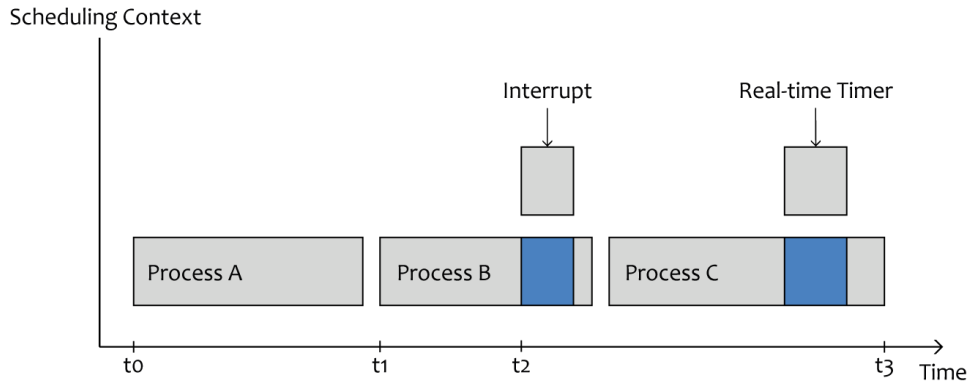 Scheduling Context
Interrupt
Real-time Timer
Process A
Process B
Process C
t0
t1
t2
t3
Time